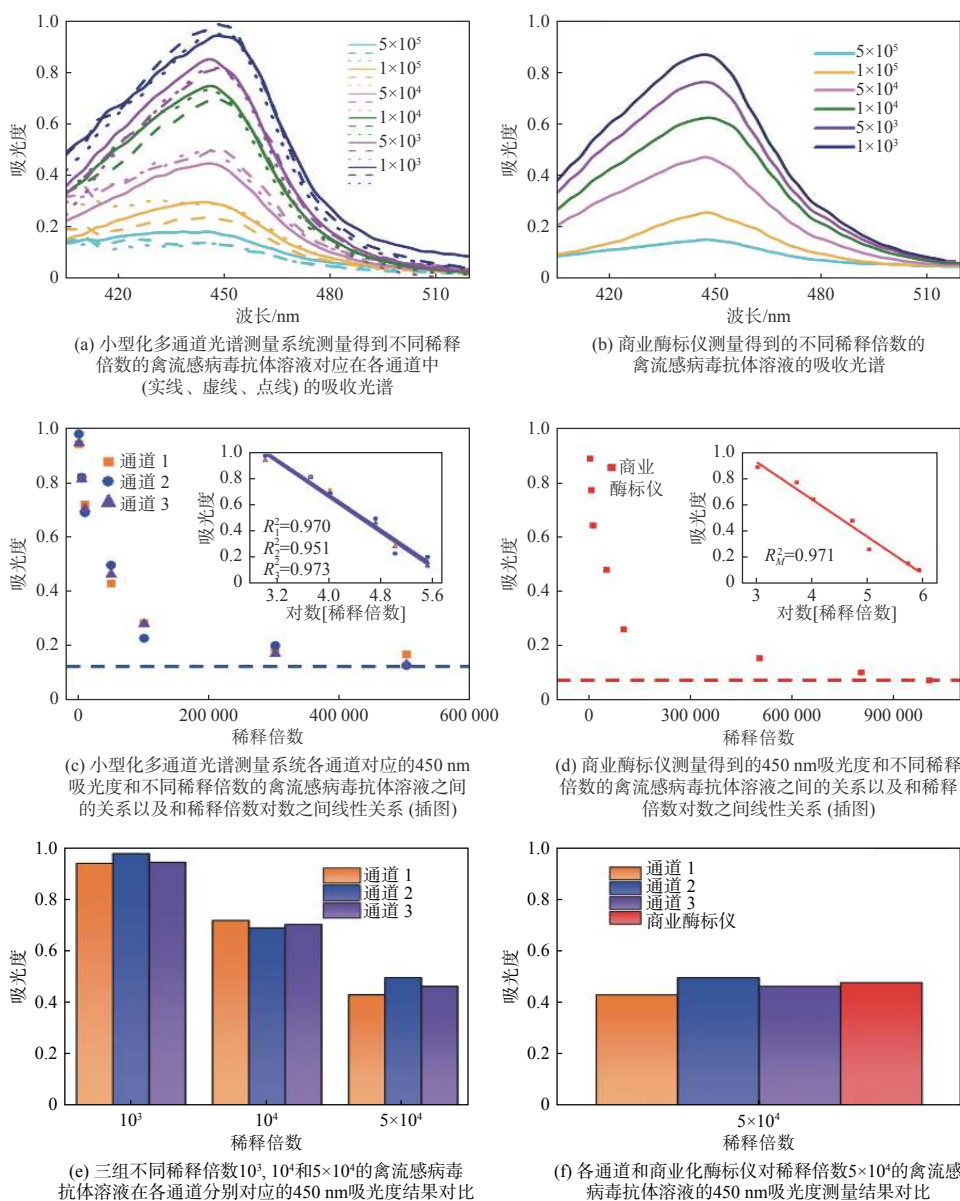 1.0
0.8
0.6
0.4
0.2
0
吸光度
5×10⁵
1×10⁵
5×10⁴
1×10⁴
5×10³
1×10³
420 450 480 510
波长/nm
(a) 小型化多通道光谱测量系统测量得到不同稀释
倍数的禽流感病毒抗体溶液对应在各通道中
(实线、虚线、点线) 的吸收光谱
1.0
0.8
0.6
0.4
0.2
0
吸光度
5×10⁵
1×10⁵
5×10⁴
1×10⁴
5×10³
1×10³
420 450 480 510
波长/nm
(b) 商业酶标仪测量得到的不同稀释倍数的
禽流感病毒抗体溶液的吸收光谱
1.0
0.8
0.6
0.4
0.2
0
吸光度
通道 1
通道 2
通道 3
1.0
0.8
0.6
0.4
0.2
0
吸光度
R₁²=0.970
R₂²=0.951
R₃²=0.973
3.2 4.0 4.8 5.6
对数[稀释倍数]
0 200 000 400 000 600 000
稀释倍数
(c) 小型化多通道光谱测量系统各通道对应的450 nm
吸光度和不同稀释倍数的禽流感病毒抗体溶液之间
的关系以及和稀释倍数对数之间线性关系 (插图)
1.0
0.8
0.6
0.4
0.2
0
吸光度
商业
酶标仪
1.0
0.8
0.6
0.4
0.2
0
吸光度
R_M²=0.971
3 4 5 6
对数[稀释倍数]
0 300 000 600 000 900 000
稀释倍数
(d) 商业酶标仪测量得到的450 nm吸光度和不同稀释
倍数的禽流感病毒抗体溶液之间的关系以及和稀释
倍数对数之间线性关系 (插图)
1.0
0.8
0.6
0.4
0.2
0
吸光度
通道 1
通道 2
通道 3
10³ 10⁴ 5×10⁴
稀释倍数
(e) 三组不同稀释倍数10³, 10⁴和5×10⁴的禽流感病毒
抗体溶液在各通道分别对应的450 nm吸光度结果对比
1.0
0.8
0.6
0.4
0.2
0
吸光度
通道 1
通道 2
通道 3
商业酶标仪
5×10⁴
稀释倍数
(f) 各通道和商业化酶标仪对稀释倍数5×10⁴的禽流感
病毒抗体溶液的450 nm吸光度测量结果对比